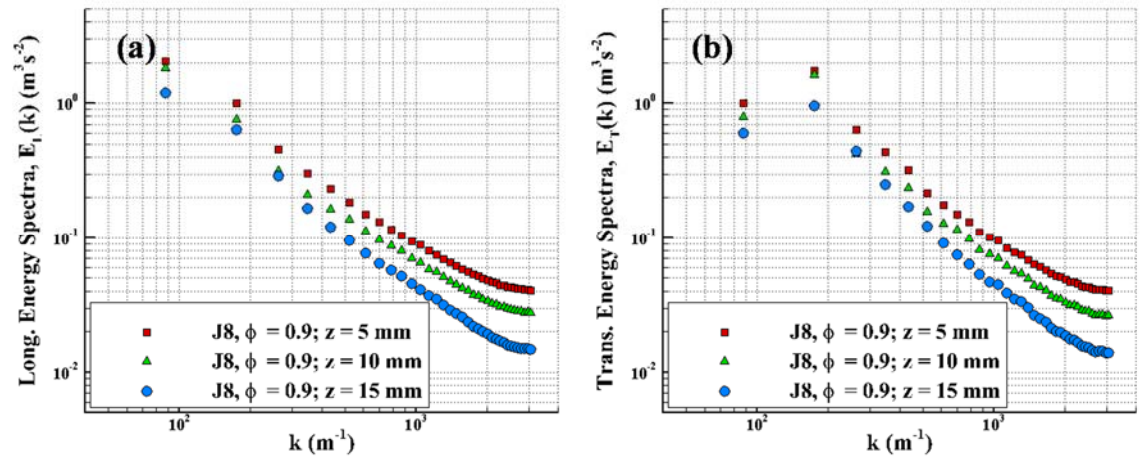 (a)
Long. Energy Spectra, E_L(k) (m³s⁻²)
10⁰
10⁻¹
10⁻²
J8, ϕ = 0.9; z = 5 mm
J8, ϕ = 0.9; z = 10 mm
J8, ϕ = 0.9; z = 15 mm
10²
10³
k (m⁻¹)
(b)
Trans. Energy Spectra, E_T(k) (m³s⁻²)
10⁰
10⁻¹
10⁻²
J8, ϕ = 0.9; z = 5 mm
J8, ϕ = 0.9; z = 10 mm
J8, ϕ = 0.9; z = 15 mm
10²
10³
k (m⁻¹)